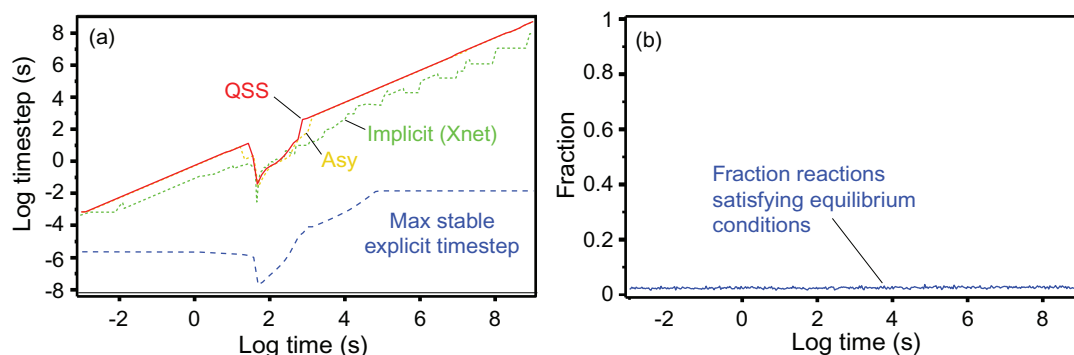 (a)
Log timestep (s)
8
6
4
2
0
-2
-4
-6
-8
QSS
Implicit (Xnet)
Asy
Max stable
explicit timestep
-2
0
2
4
6
8
Log time (s)
(b)
Fraction
1
0.8
0.6
0.4
0.2
0
Fraction reactions
satisfying equilibrium
conditions
-2
0
2
4
6
8
Log time (s)